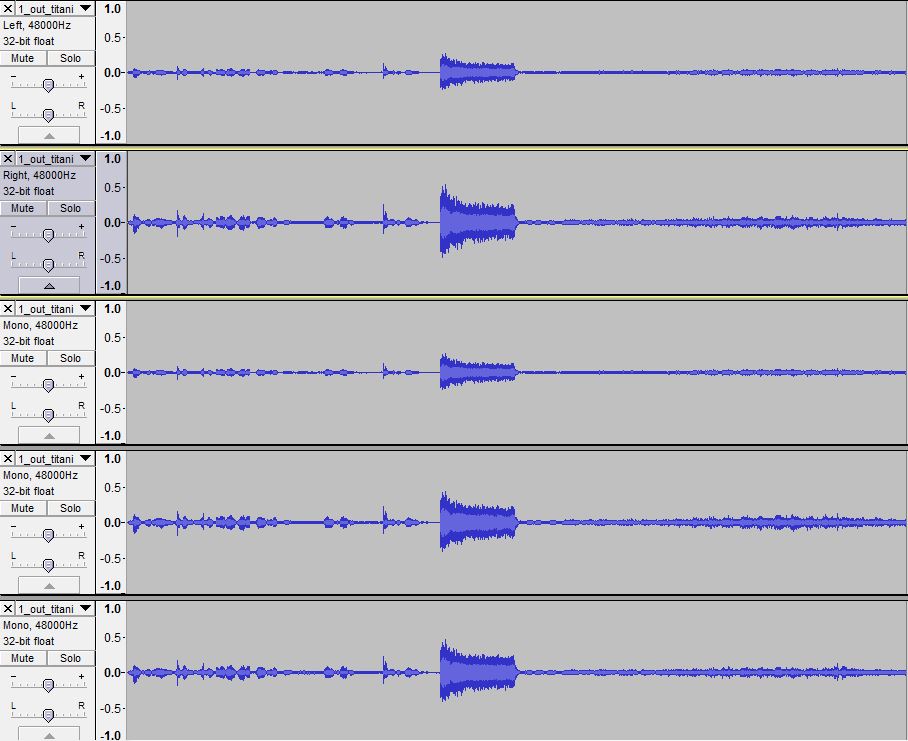 1_out_titani
Left, 48000Hz
32-bit float
Mute Solo
- +
L R
1.0
0.5-
0.0-
-0.5-
-1.0
1_out_titani
Right, 48000Hz
32-bit float
Mute Solo
- +
L R
1.0
0.5-
0.0-
-0.5-
-1.0
1_out_titani
Mono, 48000Hz
32-bit float
Mute Solo
- +
L R
1.0
0.5-
0.0-
-0.5-
-1.0
1_out_titani
Mono, 48000Hz
32-bit float
Mute Solo
- +
L R
1.0
0.5-
0.0-
-0.5-
-1.0
1_out_titani
Mono, 48000Hz
32-bit float
Mute Solo
- +
L R
1.0
0.5-
0.0-
-0.5-
-1.0